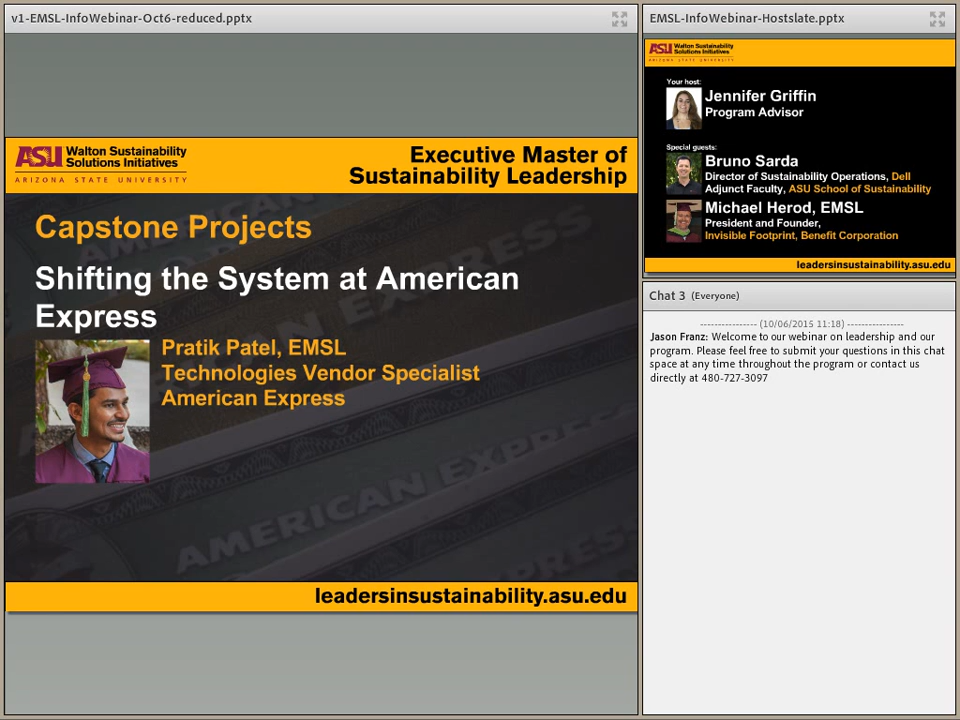 v1-EMSL-InfoWebinar-Oct6-reduced.pptx
ASU Walton Sustainability
Solutions Initiatives
ARIZONA STATE UNIVERSITY
Executive Master of
Sustainability Leadership
Capstone Projects
Shifting the System at American
Express
Pratik Patel, EMSL
Technologies Vendor Specialist
American Express
AMERICAN EXPRESS
leadersinsustainability.asu.edu
EMSL-InfoWebinar-Hostslate.pptx
ASU Walton Sustainability
Solutions Initiatives
ARIZONA STATE UNIVERSITY
Your host:
Jennifer Griffin
Program Advisor
Special guests:
Bruno Sarda
Director of Sustainability Operations, Dell
Adjunct Faculty, ASU School of Sustainability
Michael Herod, EMSL
President and Founder,
Invisible Footprint, Benefit Corporation
leadersinsustainability.asu.edu
Chat 3 (Everyone)
---------------- (10/06/2015 11:18) ----------------
Jason Franz: Welcome to our webinar on leadership and our
program. Please feel free to submit your questions in this chat
space at any time throughout the program or contact us
directly at 480-727-3097